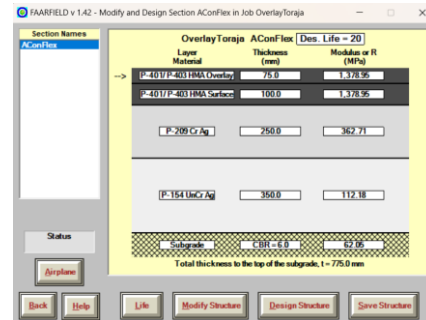 FAARFIELD v 1.42 - Modify and Design Section AConFlex in Job OverlayToraja
Section Names
AConFlex
OverlayToraja AConFlex Des. Life = 20
Layer Material Thickness (mm) Modulus or R (MPa)
--> P-401/P-403 HMA Overlay 75.0 1,378.95
P-401/P-403 HMA Surface 100.0 1,378.95
P-209 Cr Ag 250.0 362.71
P-154 UnCr Ag 350.0 112.18
Subgrade CBR = 6.0 62.05
Total thickness to the top of the subgrade, t = 775.0 mm
Status
Airplane
Back Help Life Modify Structure Design Structure Save Structure